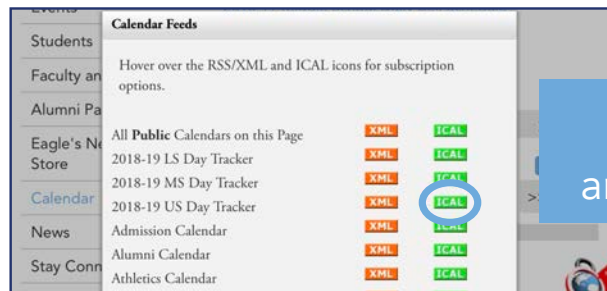 Calendar Feeds
Students
Hover over the RSS/XML and ICAL icons for subscription
options.
Faculty an
Alumni Pa
All Public Calendars on this Page XML ICAL
Eagle's Ne
Store
2018-19 LS Day Tracker XML ICAL
2018-19 MS Day Tracker XML ICAL
Calendar
2018-19 US Day Tracker XML ICAL
>
News
Admission Calendar XML ICAL
Alumni Calendar XML ICAL
Stay Conn
Athletics Calendar XML ICAL